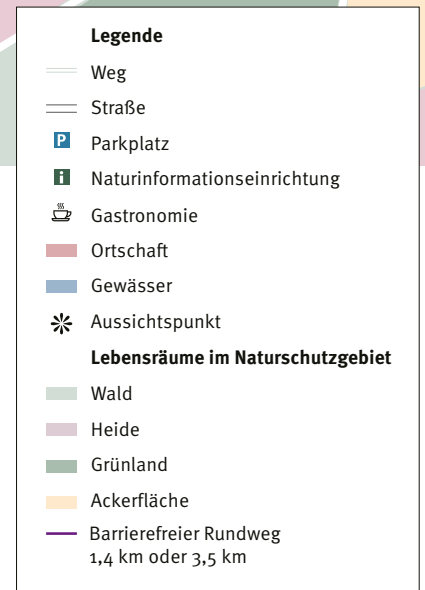 Legende
Weg
Straße
P Parkplatz
i Naturinformationseinrichtung
Gastronomie
Ortschaft
Gewässer
Aussichtspunkt
Lebensräume im Naturschutzgebiet
Wald
Heide
Grünland
Ackerfläche
Barrierefreier Rundweg
1,4 km oder 3,5 km